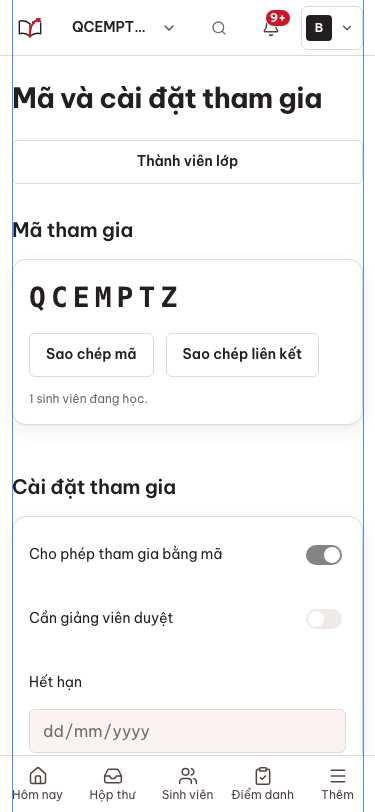 QCEMPT...
9+
B
Mã và cài đặt tham gia
Thành viên lớp
Mã tham gia
QCEMPTZ
Sao chép mã
Sao chép liên kết
1 sinh viên đang học.
Cài đặt tham gia
Cho phép tham gia bằng mã
Cần giảng viên duyệt
Hết hạn
dd/mm/yyyy
Hôm nay
Hộp thư
Sinh viên
Điểm danh
Thêm